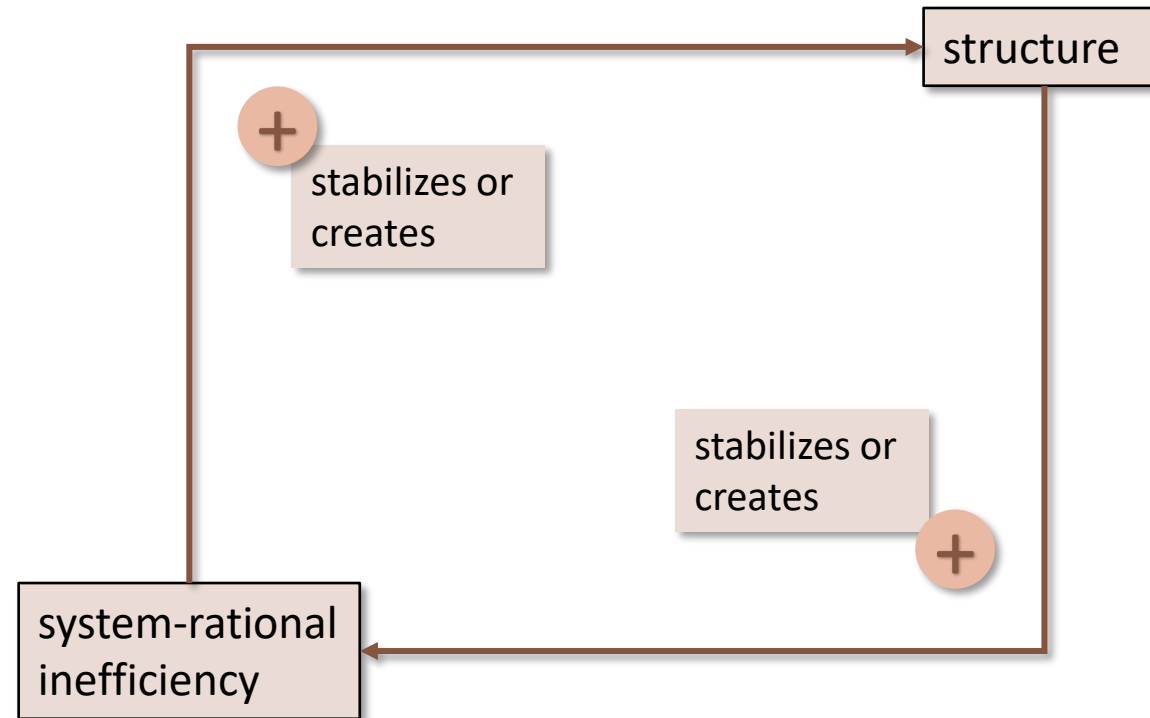 structure
+
stabilizes or
creates
stabilizes or
creates
+
system-rational
inefficiency